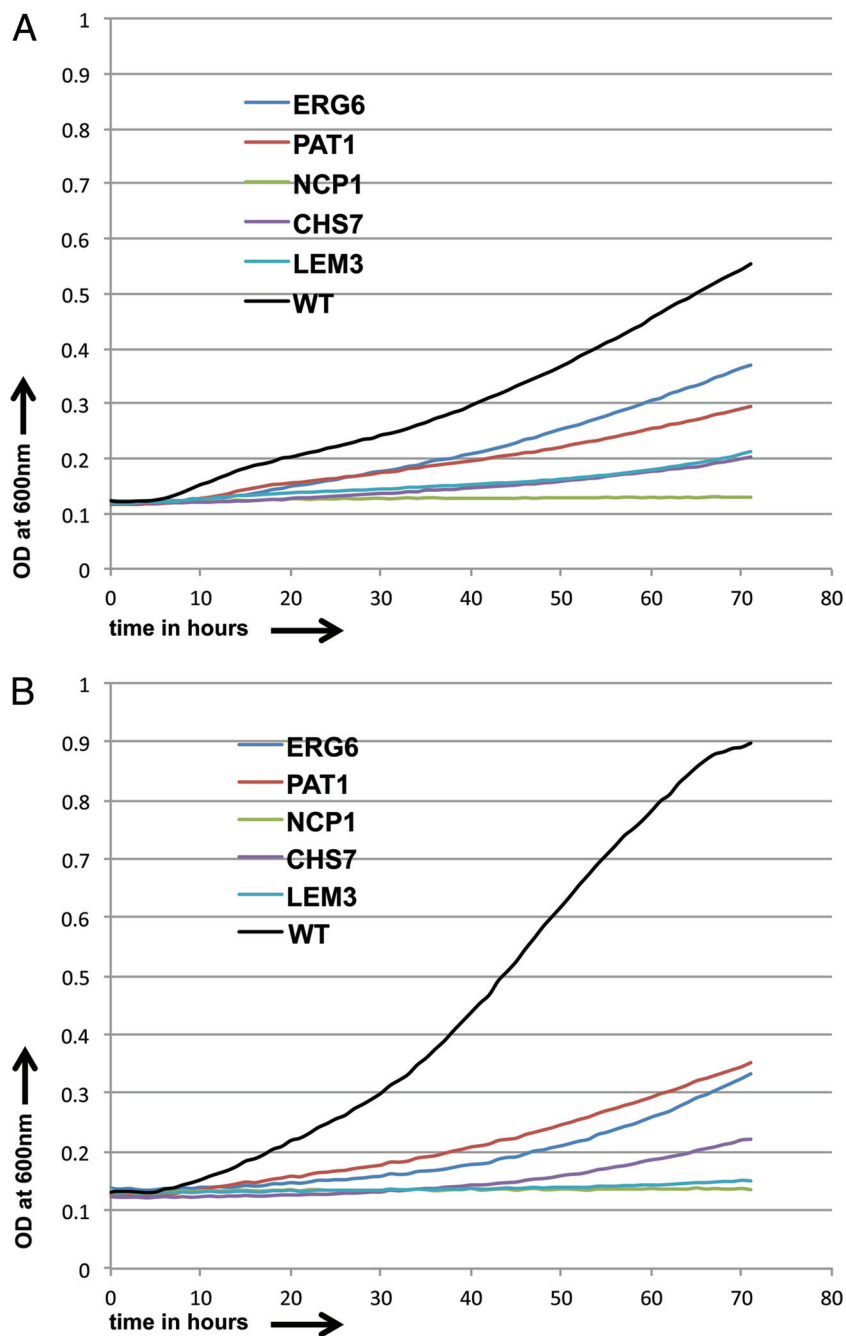 A
1
0.9
0.8
0.7
0.6
0.5
0.4
0.3
0.2
0.1
0
ERG6
PAT1
NCP1
CHS7
LEM3
WT
OD at 600nm
0 10 20 30 40 50 60 70 80
time in hours
B
1
0.9
0.8
0.7
0.6
0.5
0.4
0.3
0.2
0.1
0
ERG6
PAT1
NCP1
CHS7
LEM3
WT
OD at 600nm
0 10 20 30 40 50 60 70 80
time in hours